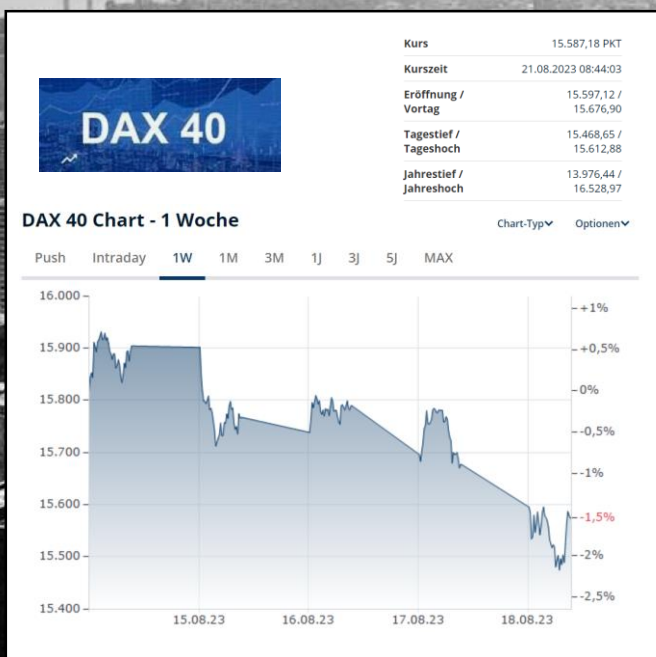 DAX 40
Kurs 15.587,18 PKT
Kurszeit 21.08.2023 08:44:03
Eröffnung / 15.597,12 /
Vortag 15.676,90
Tagestief / 15.468,65 /
Tageshoch 15.612,88
Jahrestief / 13.976,44 /
Jahreshoch 16.528,97
DAX 40 Chart - 1 Woche
Chart-Typ Optionen
Push Intraday 1W 1M 3M 1J 3J 5J MAX
16.000
15.900
15.800
15.700
15.600
15.500
15.400
+1%
+0,5%
0%
-0,5%
-1%
-1,5%
-2%
-2,5%
15.08.23 16.08.23 17.08.23 18.08.23